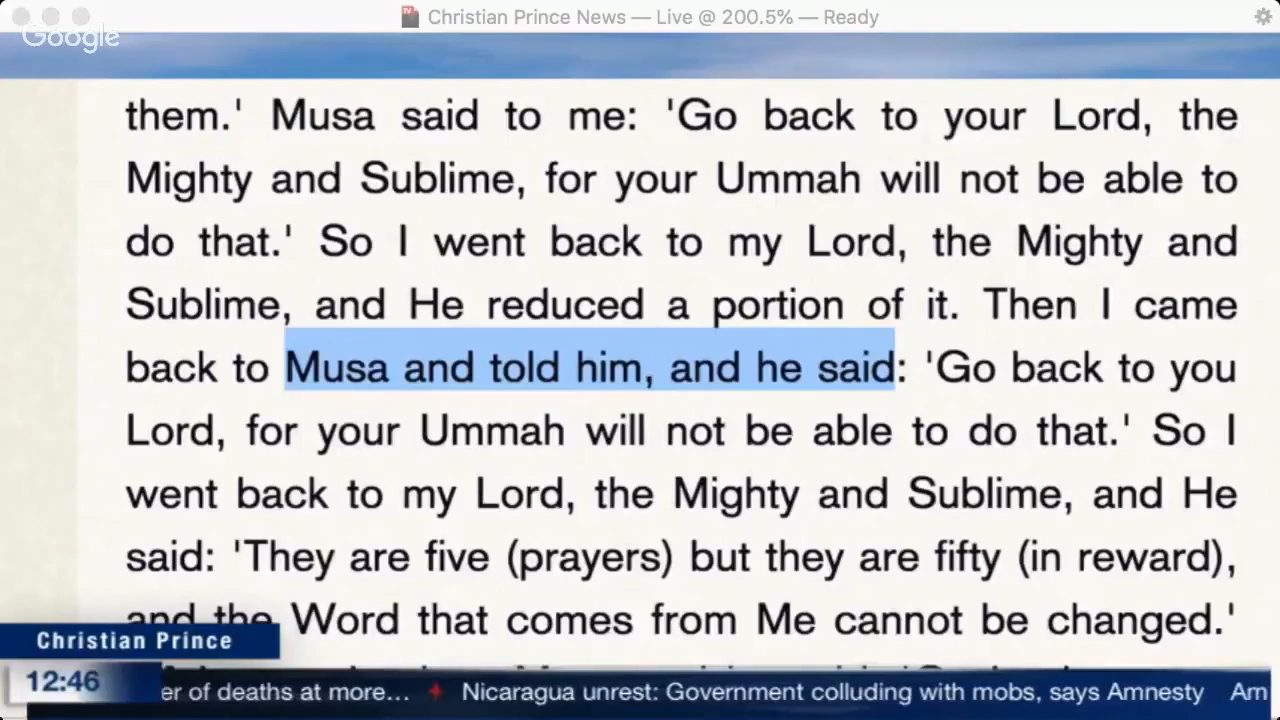 Christian Prince News — Live @ 200.5% — Ready
Google
them.' Musa said to me: 'Go back to your Lord, the
Mighty and Sublime, for your Ummah will not be able to
do that.' So I went back to my Lord, the Mighty and
Sublime, and He reduced a portion of it. Then I came
back to Musa and told him, and he said: 'Go back to you
Lord, for your Ummah will not be able to do that.' So I
went back to my Lord, the Mighty and Sublime, and He
said: 'They are five (prayers) but they are fifty (in reward),
and the Word that comes from Me cannot be changed.'
Christian Prince
12:46
er of deaths at more... Nicaragua unrest: Government colluding with mobs, says Amnesty Am